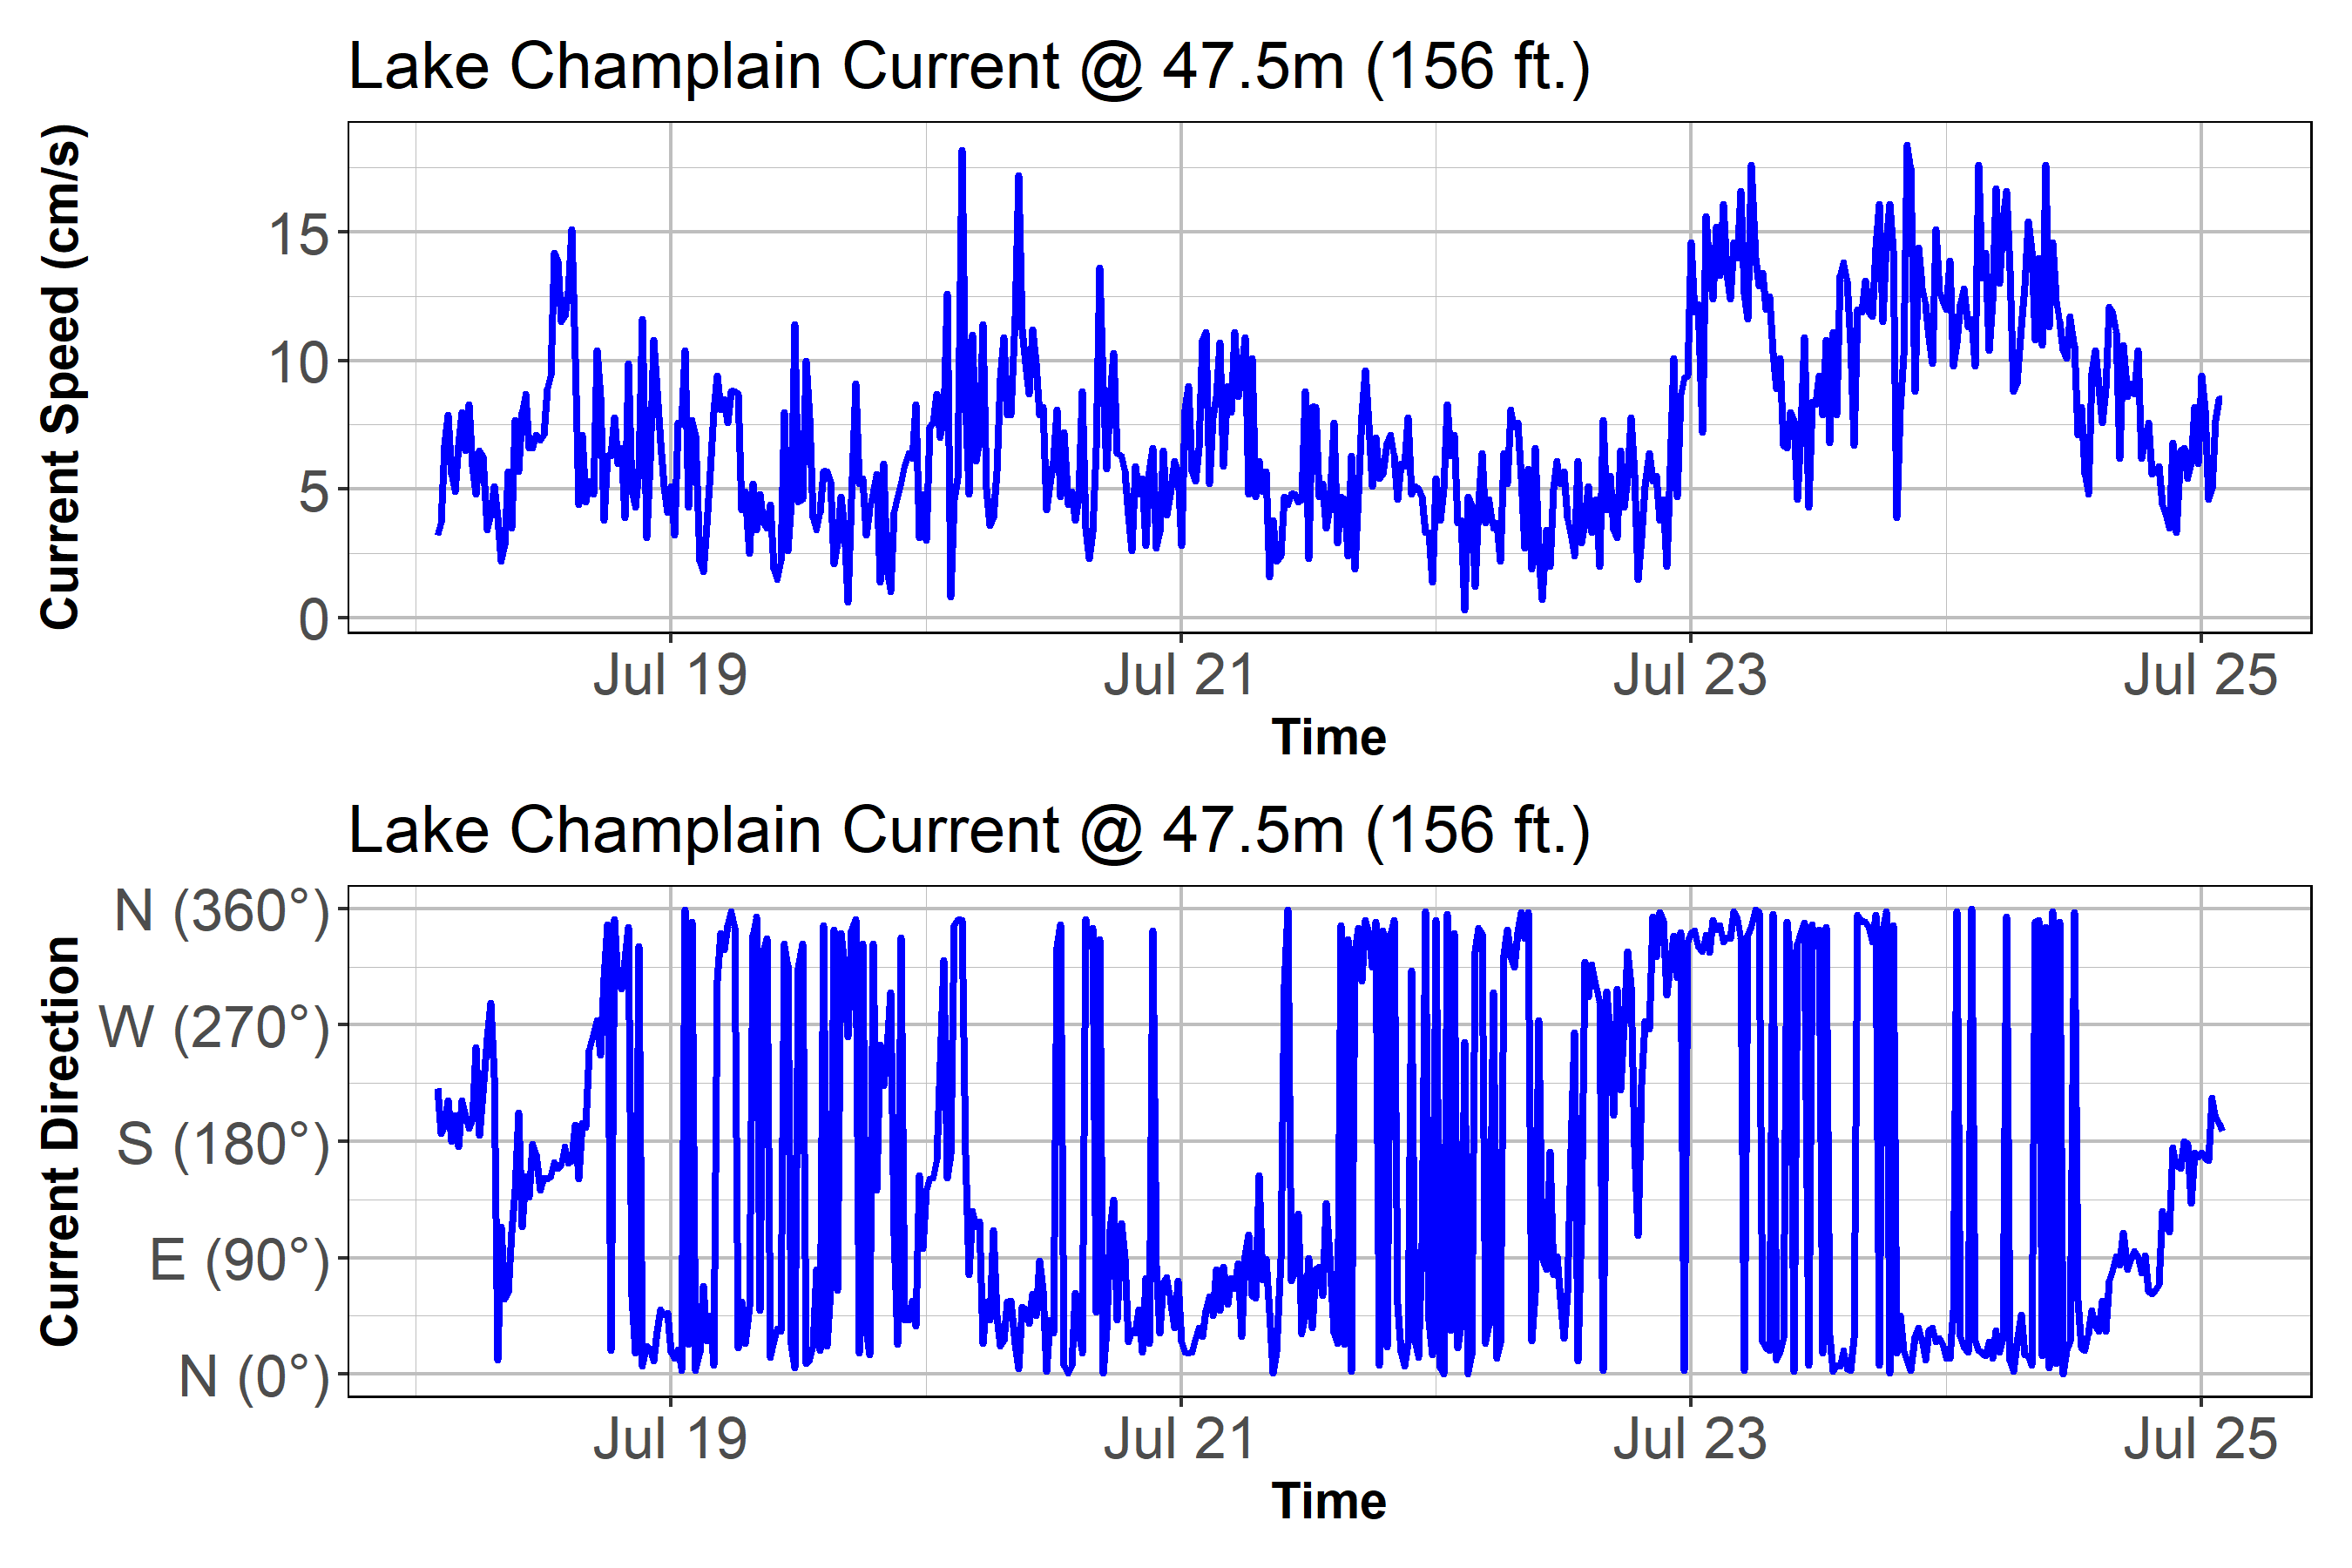 Lake Champlain Current @ 47.5m (156 ft.)
Current Speed (cm/s)
15
10
5
0
Jul 19 Jul 21 Jul 23 Jul 25
Time
Lake Champlain Current @ 47.5m (156 ft.)
Current Direction
N (360°)
W (270°)
S (180°)
E (90°)
N (0°)
Jul 19 Jul 21 Jul 23 Jul 25
Time